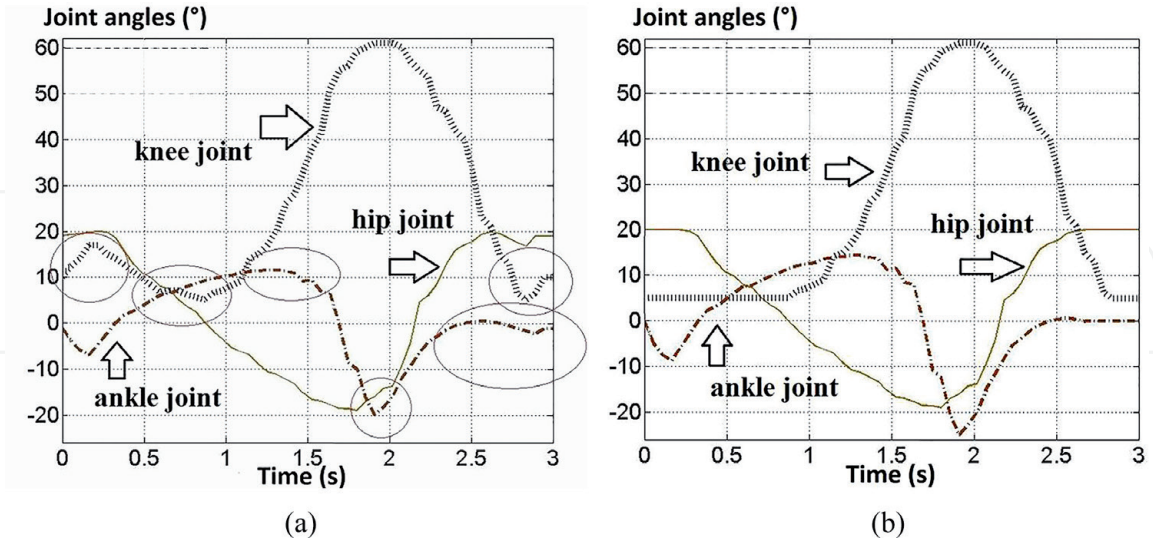 Joint angles (°)
60
50
40
30
20
10
0
-10
-20
knee joint
hip joint
ankle joint
0 0.5 1 1.5 2 2.5 3
Time (s)
(a)
Joint angles (°)
60
50
40
30
20
10
0
-10
-20
knee joint
hip joint
ankle joint
0 0.5 1 1.5 2 2.5 3
Time (s)
(b)